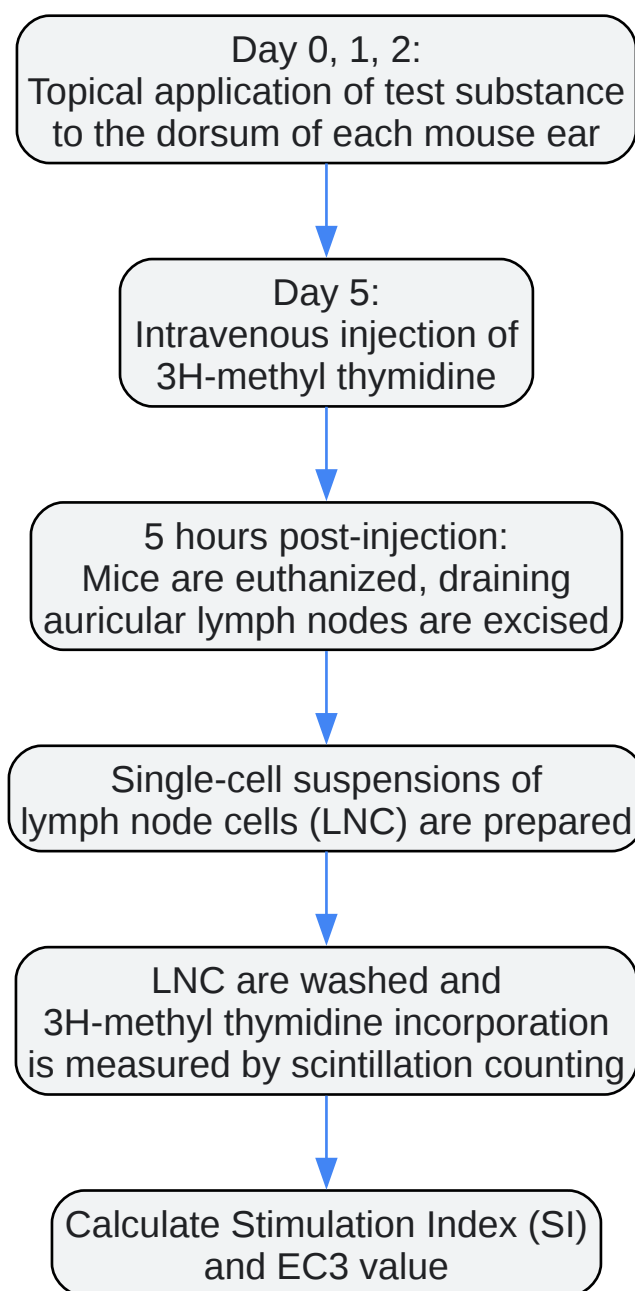 Day 0, 1, 2:
Topical application of test substance
to the dorsum of each mouse ear
Day 5:
Intravenous injection of
3H-methyl thymidine
5 hours post-injection:
Mice are euthanized, draining
auricular lymph nodes are excised
Single-cell suspensions of
lymph node cells (LNC) are prepared
LNC are washed and
3H-methyl thymidine incorporation
is measured by scintillation counting
Calculate Stimulation Index (SI)
and EC3 value